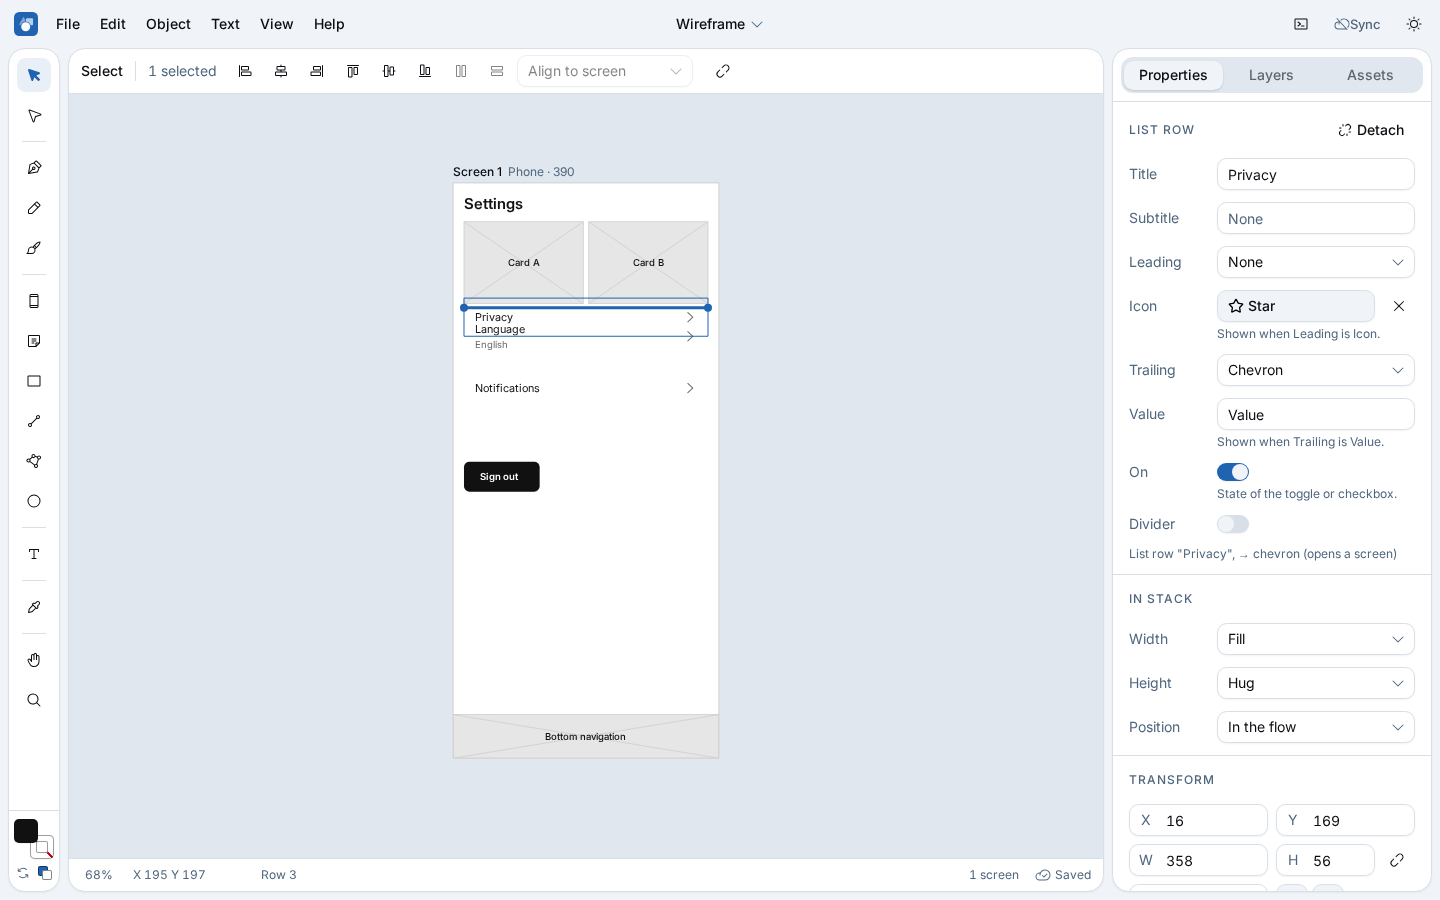 File Edit Object Text View Help
Wireframe
Sync
Select
1 selected
Align to screen
Properties Layers Assets
LIST ROW
Detach
Title
Privacy
Subtitle
None
Leading
None
Icon
Star
Shown when Leading is Icon.
Trailing
Chevron
Value
Value
Shown when Trailing is Value.
On
State of the toggle or checkbox.
Divider
List row "Privacy", → chevron (opens a screen)
IN STACK
Width
Fill
Height
Hug
Position
In the flow
TRANSFORM
X 16
Y 169
W 358
H 56
Screen 1 Phone · 390
Settings
Card A
Card B
Privacy
Language
English
Notifications
Sign out
Bottom navigation
68%
X 195 Y 197
Row 3
1 screen
Saved